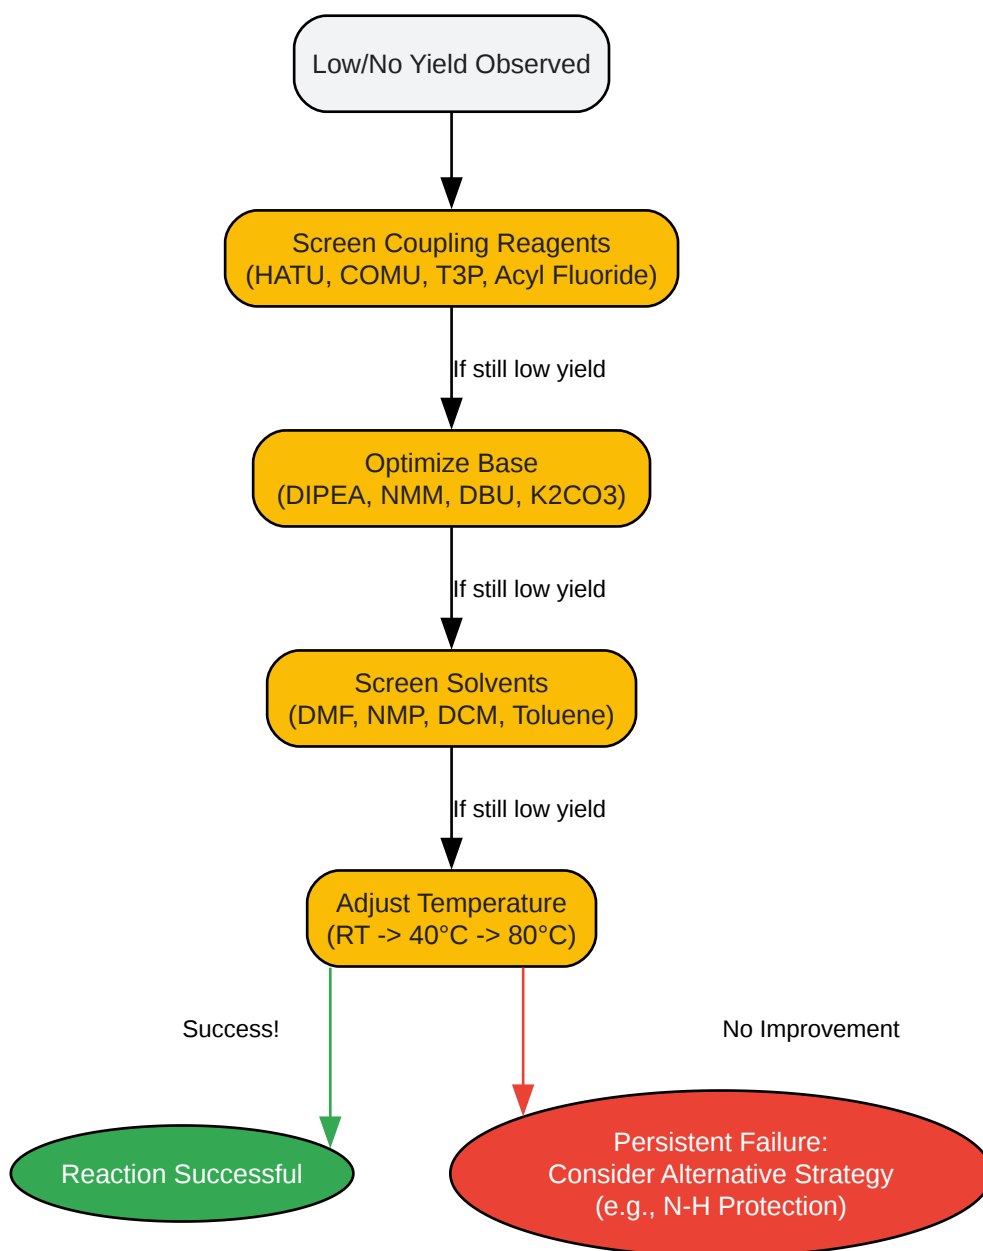 Low/No Yield Observed
Screen Coupling Reagents
(HATU, COMU, T3P, Acyl Fluoride)
If still low yield
Optimize Base
(DIPEA, NMM, DBU, K2CO3)
If still low yield
Screen Solvents
(DMF, NMP, DCM, Toluene)
If still low yield
Adjust Temperature
(RT -> 40°C -> 80°C)
Success!
No Improvement
Reaction Successful
Persistent Failure:
Consider Alternative Strategy
(e.g., N-H Protection)